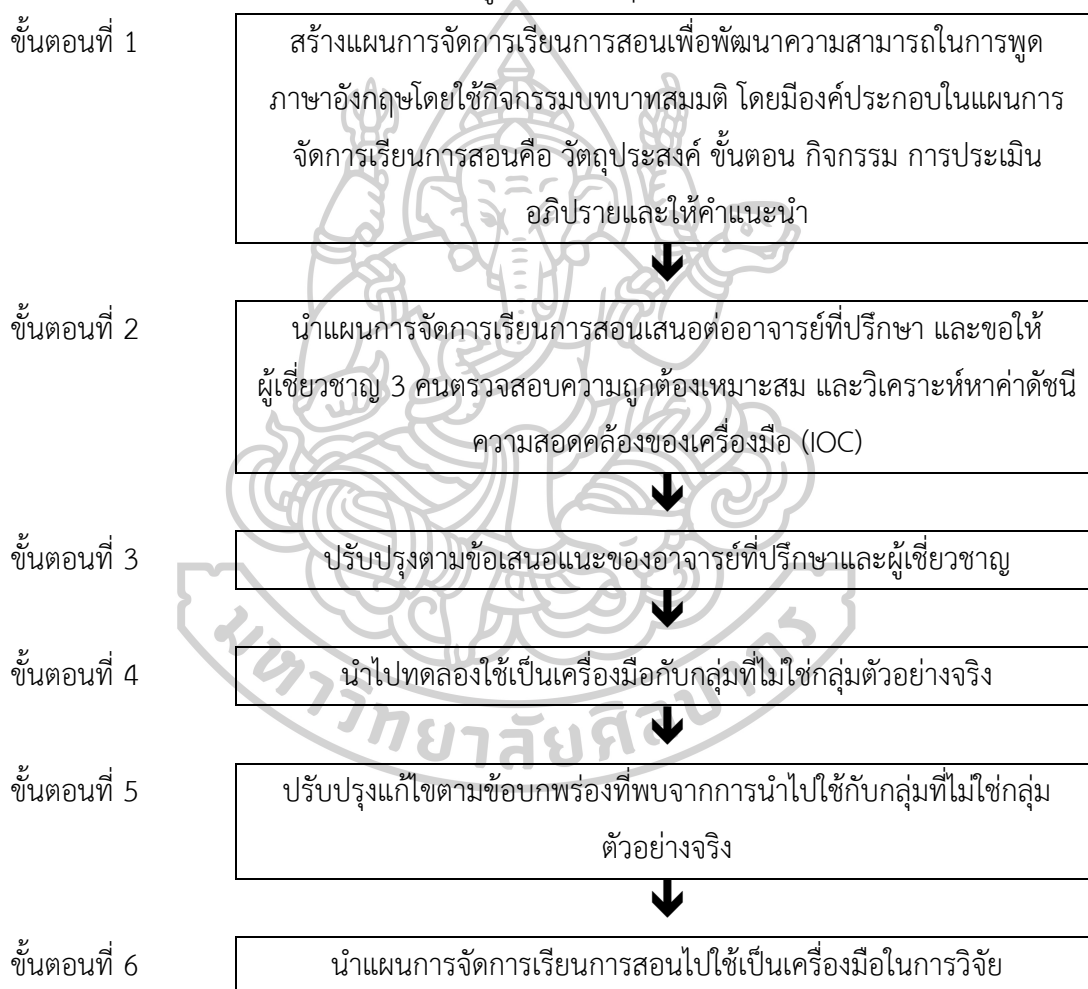 ขั้นตอนที่ 1
สร้างแผนการจัดการเรียนการสอนเพื่อพัฒนาความสามารถในการพูด
ภาษาอังกฤษโดยใช้กิจกรรมบทบาทสมมติ โดยมีองค์ประกอบในแผนการ
จัดการเรียนการสอนคือ วัตถุประสงค์ ขั้นตอน กิจกรรม การประเมิน
อภิปรายและให้คำแนะนำ
ขั้นตอนที่ 2
นำแผนการจัดการเรียนการสอนเสนอต่ออาจารย์ที่ปรึกษา และขอให้
ผู้เชี่ยวชาญ 3 คนตรวจสอบความถูกต้องเหมาะสม และวิเคราะห์หาค่าดัชนี
ความสอดคล้องของเครื่องมือ (IOC)
ขั้นตอนที่ 3
ปรับปรุงตามข้อเสนอแนะของอาจารย์ที่ปรึกษาและผู้เชี่ยวชาญ
ขั้นตอนที่ 4
นำไปทดลองใช้เป็นเครื่องมือกับกลุ่มที่ไม่ใช่กลุ่มตัวอย่างจริง
ขั้นตอนที่ 5
ปรับปรุงแก้ไขตามข้อบกพร่องที่พบจากการนำไปใช้กับกลุ่มที่ไม่ใช่กลุ่ม
ตัวอย่างจริง
ขั้นตอนที่ 6
นำแผนการจัดการเรียนการสอนไปใช้เป็นเครื่องมือในการวิจัย
มหาวิทยาลัยศิลปากร